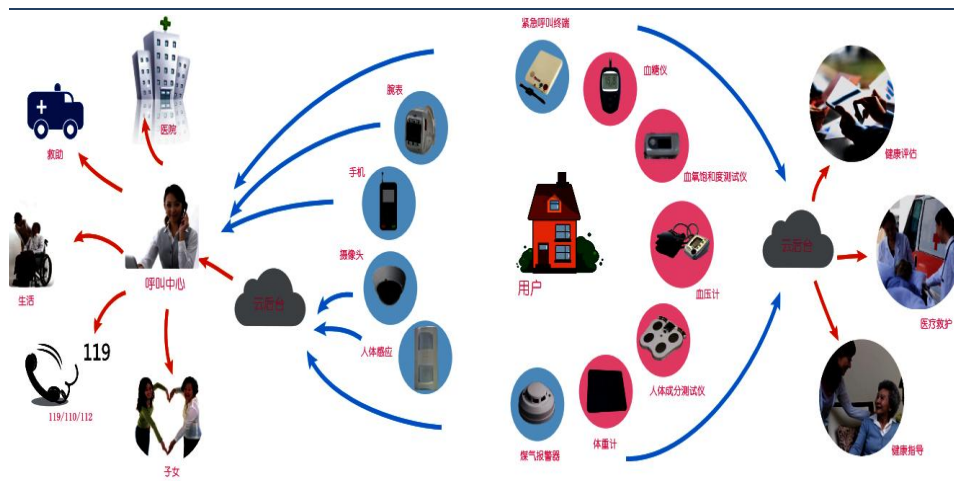 医院
救助
呼叫中心
生活
119
119/110/112
子女
腕表
手机
摄像头
云平台
人体感应
紧急呼叫终端
血糖仪
血氧饱和度测试仪
用户
血压计
人体成分测试仪
体重计
煤气报警器
云平台
健康评估
医疗救护
健康指导